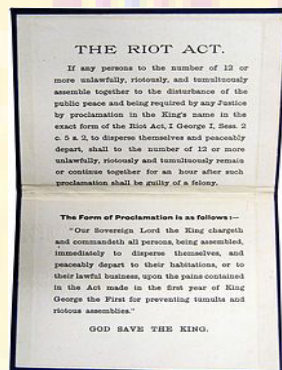 THE RIOT ACT.
If any persons to the number of 12 or
more unlawfully, riotously, and tumultuously
assemble together to the disturbance of the
public peace and being required by any Justice
by proclamation in the King's name in the
exact form of the Riot Act, I George I, Sess. 2
c. 5 s. 2, to disperse themselves and peaceably
depart, shall to the number of 12 or more
unlawfully, riotously and tumultuously remain
or continue together for an hour after such
proclamation shall be guilty of a felony.
The Form of Proclamation is as follows:—
"Our Sovereign Lord the King chargeth
and commandeth all persons, being assembled,
immediately to disperse themselves, and
peaceably depart to their habitations, or to
their lawful business, upon the pains contained
in the Act made in the first year of King
George the First for preventing tumults and
riotous assemblies."
GOD SAVE THE KING.